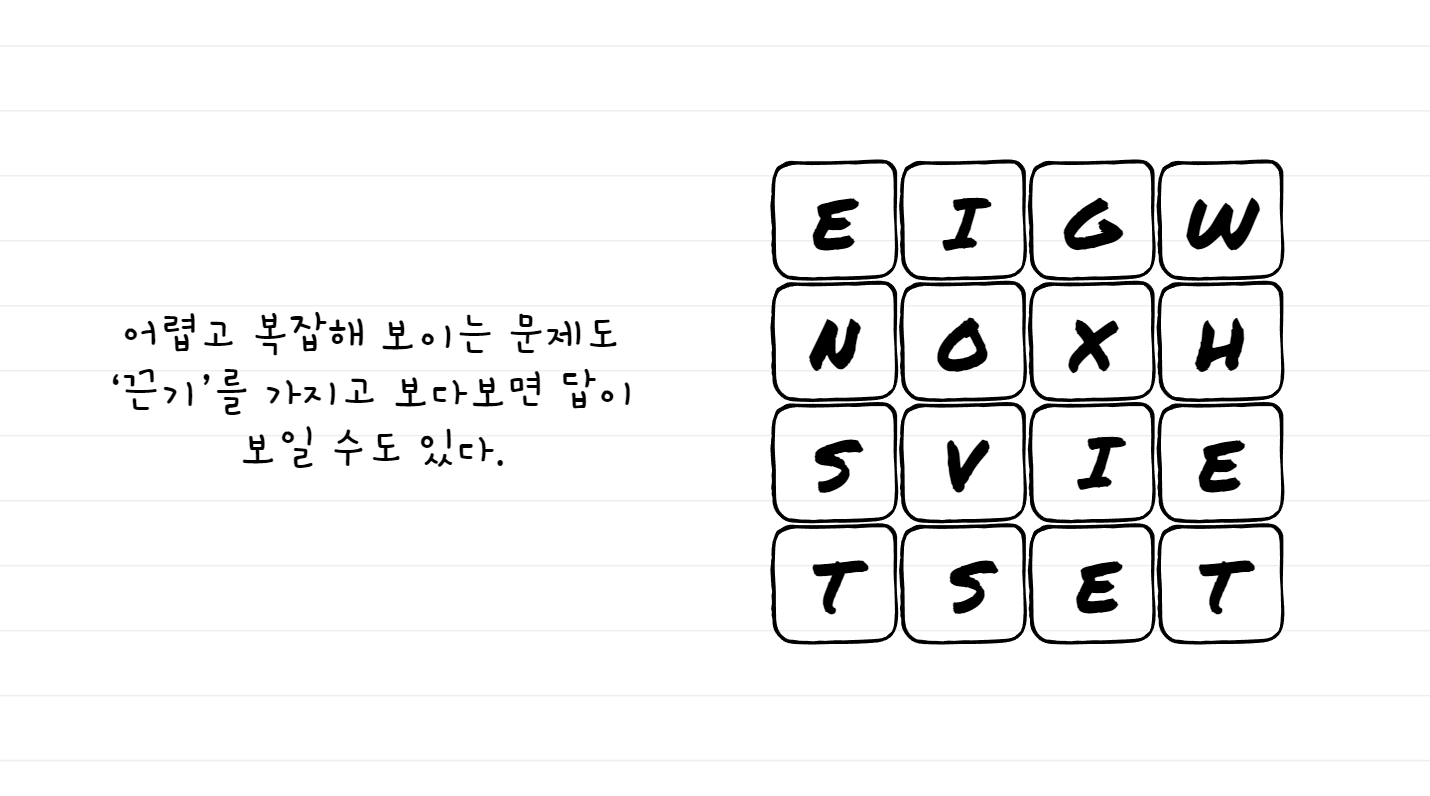 어렵고 복잡해 보이는 문제도
‘끈기’를 가지고 보다보면 답이
보일 수도 있다.
E I G W
N O X H
S V I E
T S E T